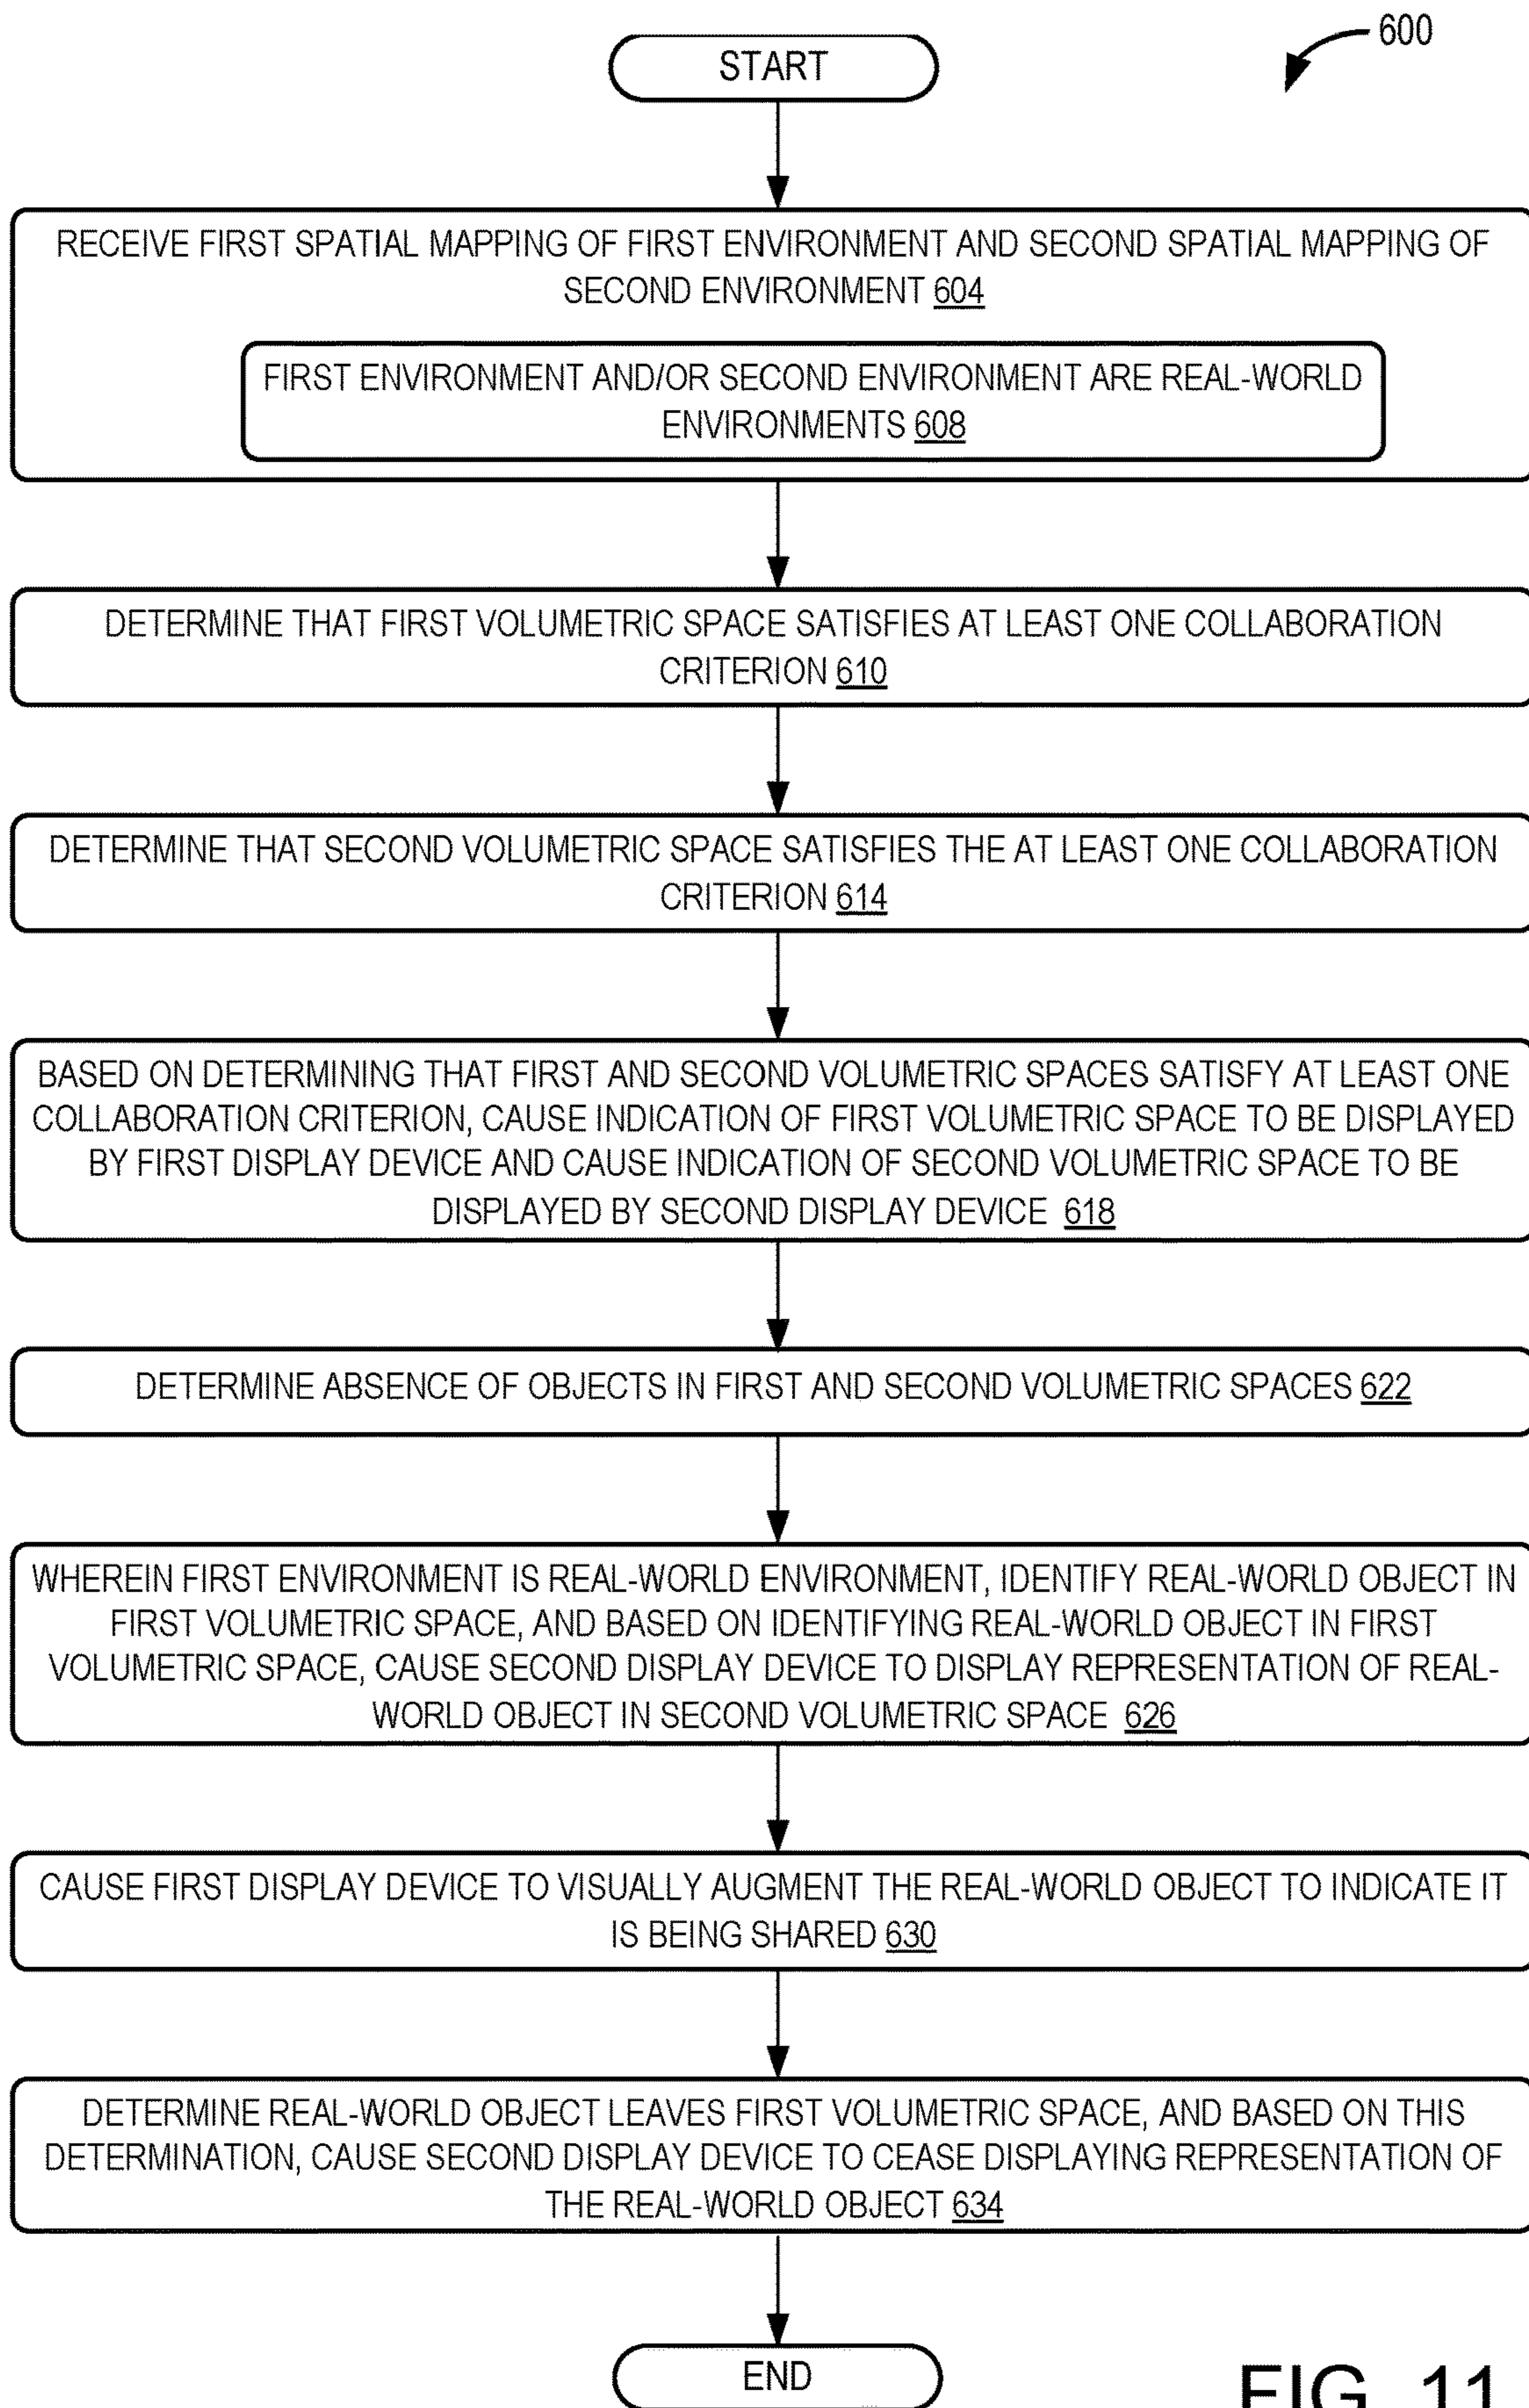 600
START
RECEIVE FIRST SPATIAL MAPPING OF FIRST ENVIRONMENT AND SECOND SPATIAL MAPPING OF
SECOND ENVIRONMENT 604
FIRST ENVIRONMENT AND/OR SECOND ENVIRONMENT ARE REAL-WORLD
ENVIRONMENTS 608
DETERMINE THAT FIRST VOLUMETRIC SPACE SATISFIES AT LEAST ONE COLLABORATION
CRITERION 610
DETERMINE THAT SECOND VOLUMETRIC SPACE SATISFIES THE AT LEAST ONE COLLABORATION
CRITERION 614
BASED ON DETERMINING THAT FIRST AND SECOND VOLUMETRIC SPACES SATISFY AT LEAST ONE
COLLABORATION CRITERION, CAUSE INDICATION OF FIRST VOLUMETRIC SPACE TO BE DISPLAYED
BY FIRST DISPLAY DEVICE AND CAUSE INDICATION OF SECOND VOLUMETRIC SPACE TO BE
DISPLAYED BY SECOND DISPLAY DEVICE 618
DETERMINE ABSENCE OF OBJECTS IN FIRST AND SECOND VOLUMETRIC SPACES 622
WHEREIN FIRST ENVIRONMENT IS REAL-WORLD ENVIRONMENT, IDENTIFY REAL-WORLD OBJECT IN
FIRST VOLUMETRIC SPACE, AND BASED ON IDENTIFYING REAL-WORLD OBJECT IN FIRST
VOLUMETRIC SPACE, CAUSE SECOND DISPLAY DEVICE TO DISPLAY REPRESENTATION OF REAL-
WORLD OBJECT IN SECOND VOLUMETRIC SPACE 626
CAUSE FIRST DISPLAY DEVICE TO VISUALLY AUGMENT THE REAL-WORLD OBJECT TO INDICATE IT
IS BEING SHARED 630
DETERMINE REAL-WORLD OBJECT LEAVES FIRST VOLUMETRIC SPACE, AND BASED ON THIS
DETERMINATION, CAUSE SECOND DISPLAY DEVICE TO CEASE DISPLAYING REPRESENTATION OF
THE REAL-WORLD OBJECT 634
END
FIG. 11